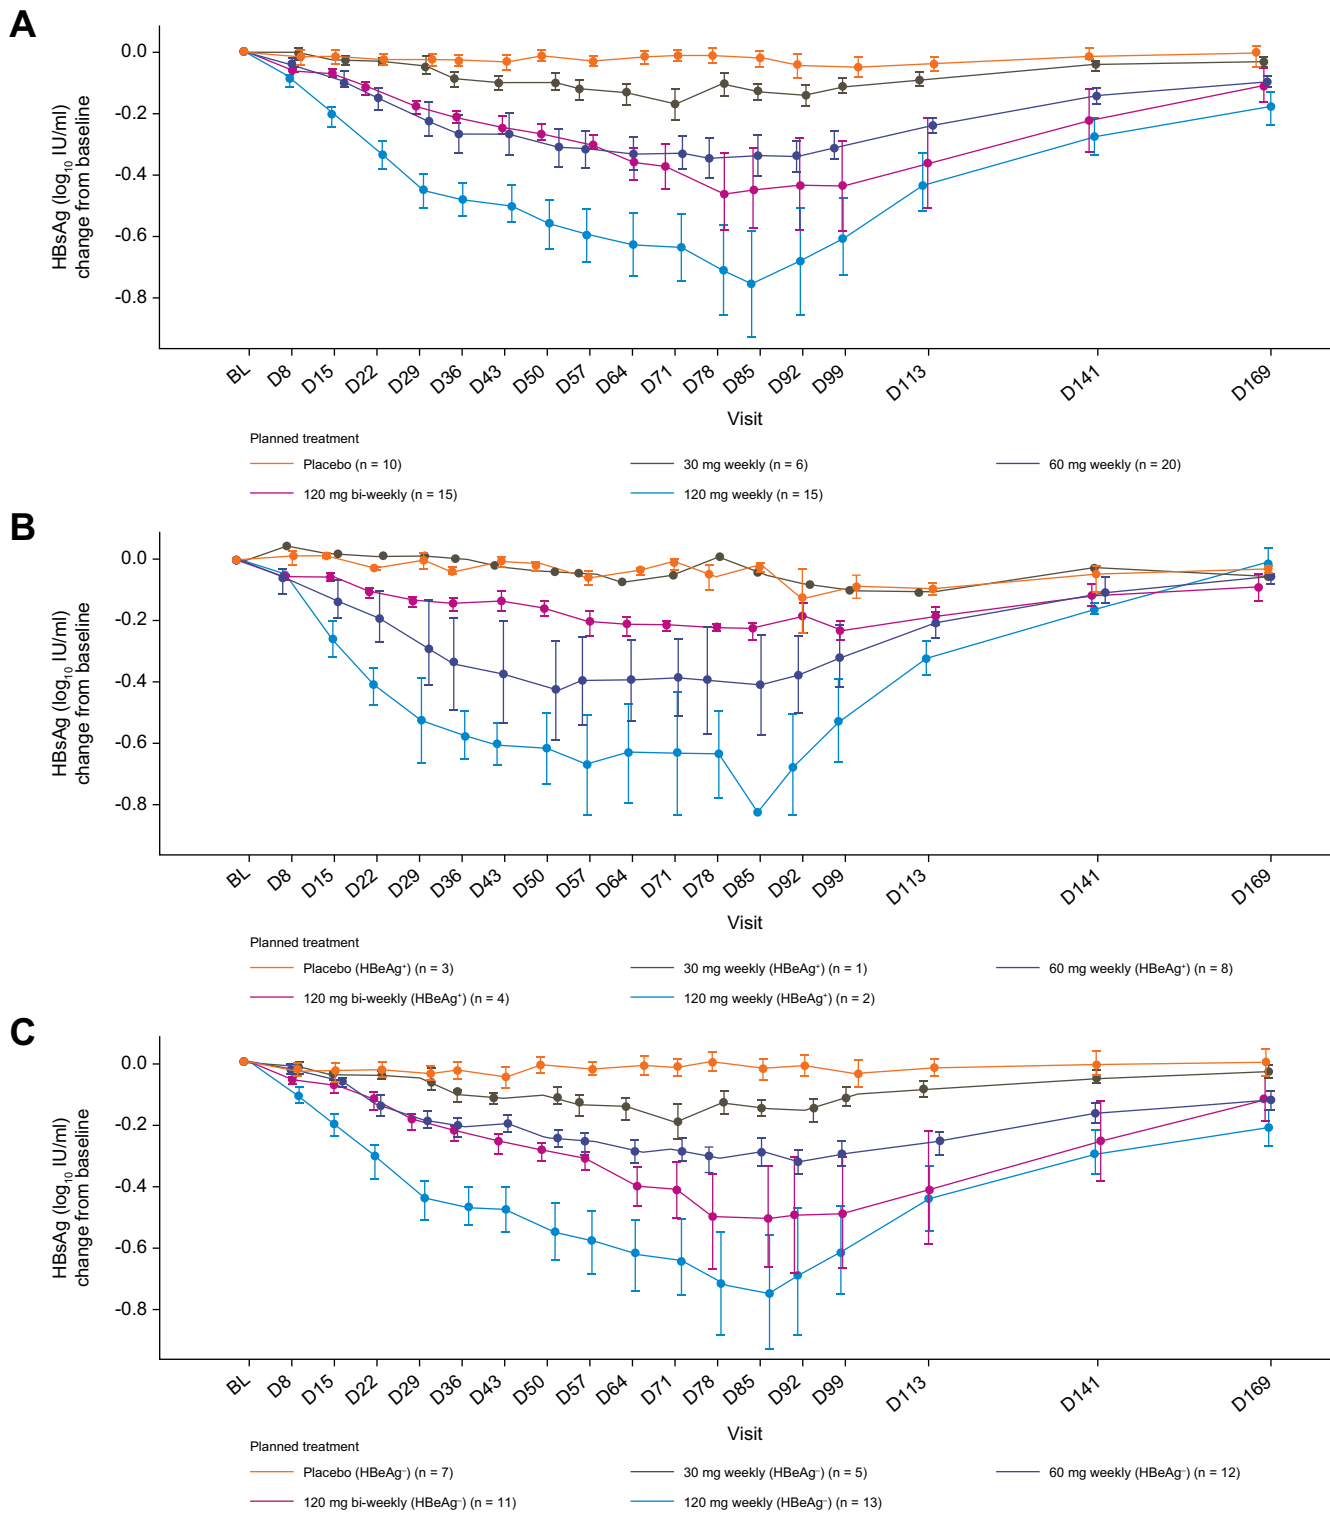 A
HBsAg (log10 IU/ml)
change from baseline
0.0
-0.2
-0.4
-0.6
-0.8
BL D8 D15 D22 D29 D36 D43 D50 D57 D64 D71 D78 D85 D92 D99 D113 D141 D169
Visit
Planned treatment
Placebo (n = 10) 30 mg weekly (n = 6) 60 mg weekly (n = 20)
120 mg bi-weekly (n = 15) 120 mg weekly (n = 15)
B
HBsAg (log10 IU/ml)
change from baseline
0.0
-0.2
-0.4
-0.6
-0.8
BL D8 D15 D22 D29 D36 D43 D50 D57 D64 D71 D78 D85 D92 D99 D113 D141 D169
Visit
Planned treatment
Placebo (HBeAg⁺) (n = 3) 30 mg weekly (HBeAg⁺) (n = 1) 60 mg weekly (HBeAg⁺) (n = 8)
120 mg bi-weekly (HBeAg⁺) (n = 4) 120 mg weekly (HBeAg⁺) (n = 2)
C
HBsAg (log10 IU/ml)
change from baseline
0.0
-0.2
-0.4
-0.6
-0.8
BL D8 D15 D22 D29 D36 D43 D50 D57 D64 D71 D78 D85 D92 D99 D113 D141 D169
Visit
Planned treatment
Placebo (HBeAg⁻) (n = 7) 30 mg weekly (HBeAg⁻) (n = 5) 60 mg weekly (HBeAg⁻) (n = 12)
120 mg bi-weekly (HBeAg⁻) (n = 11) 120 mg weekly (HBeAg⁻) (n = 13)